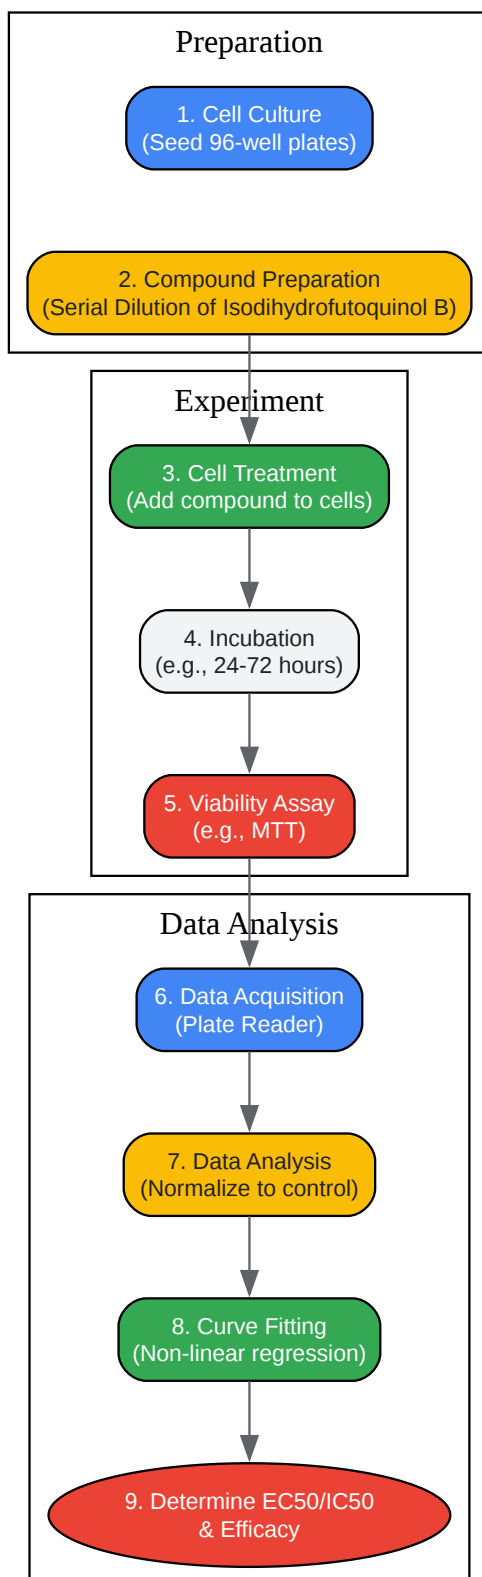 Preparation
1. Cell Culture
(Seed 96-well plates)
2. Compound Preparation
(Serial Dilution of Isodihydrofutoquinol B)
Experiment
3. Cell Treatment
(Add compound to cells)
4. Incubation
(e.g., 24-72 hours)
5. Viability Assay
(e.g., MTT)
Data Analysis
6. Data Acquisition
(Plate Reader)
7. Data Analysis
(Normalize to control)
8. Curve Fitting
(Non-linear regression)
9. Determine EC50/IC50
& Efficacy